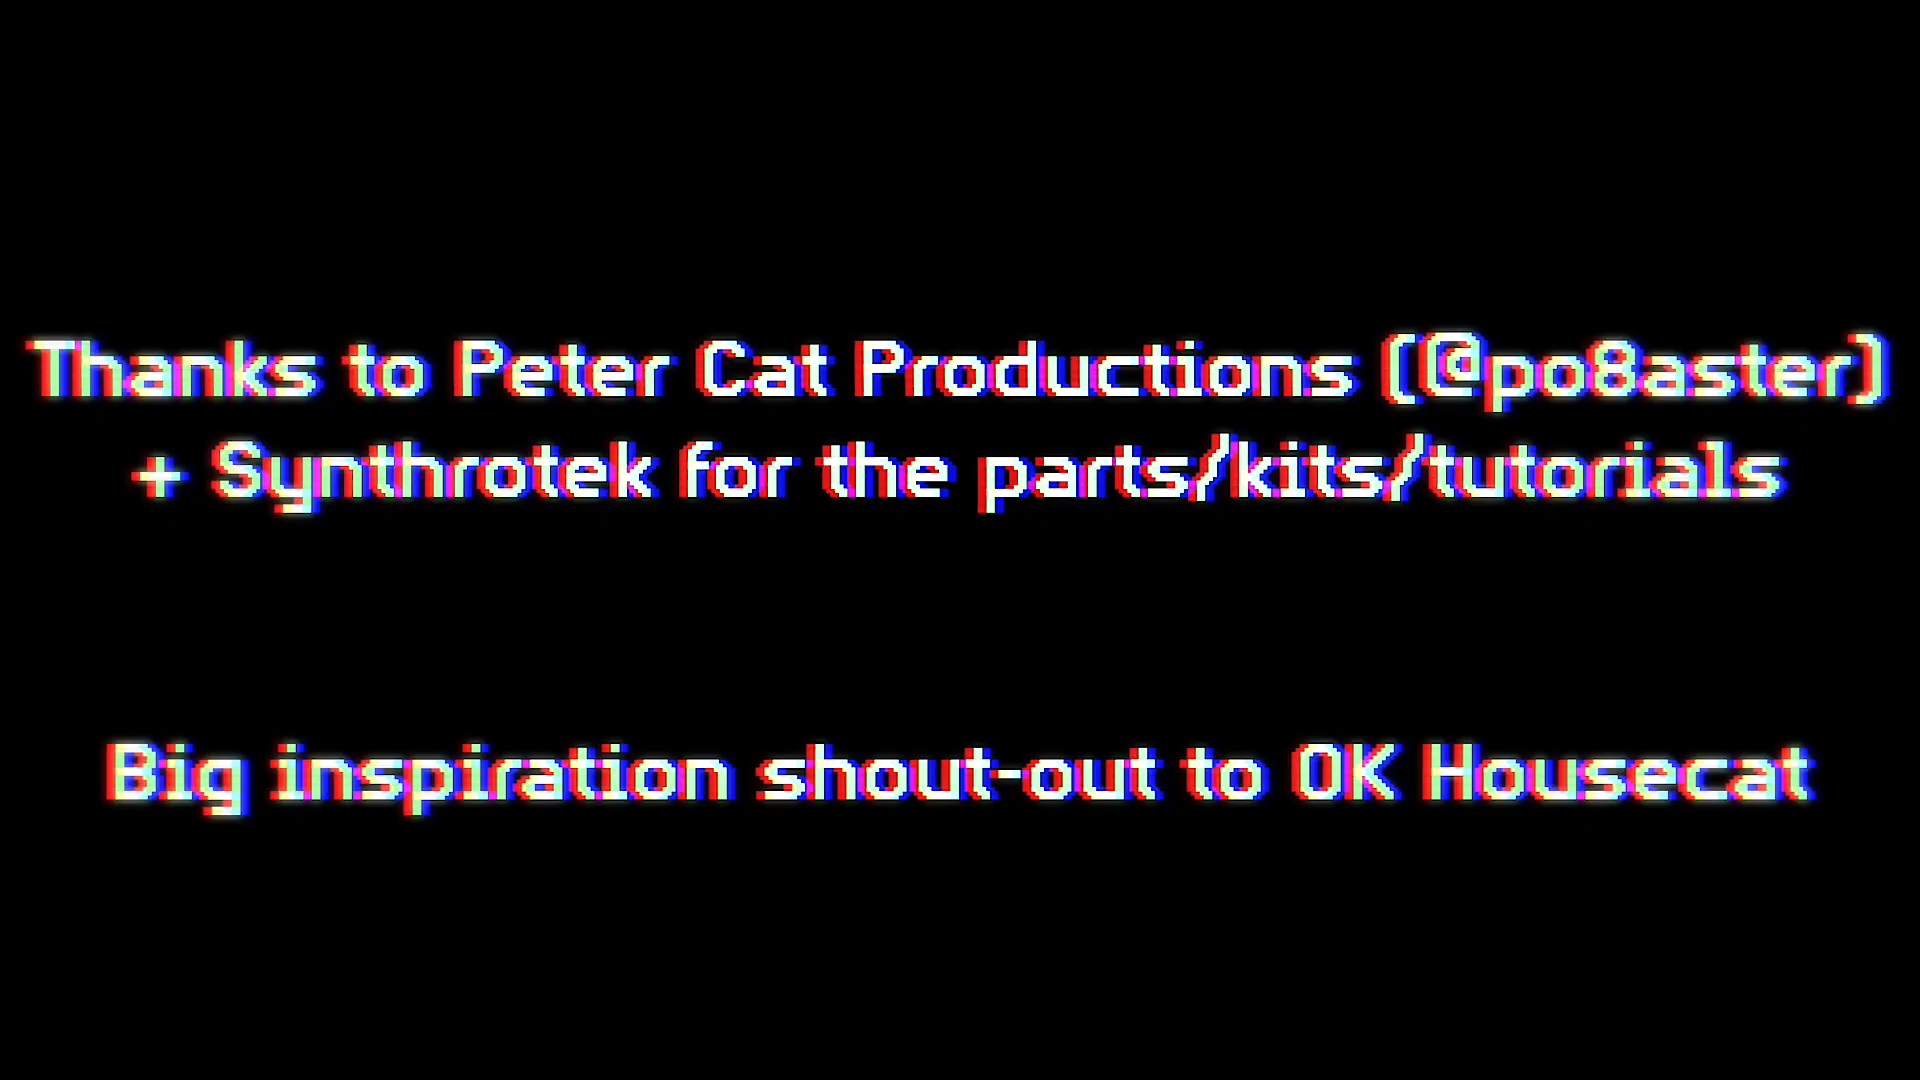 Thanks to Peter Cat Productions (@po8aster)
+ Synthrotek for the parts/kits/tutorials
Big inspiration shout-out to OK Housecat